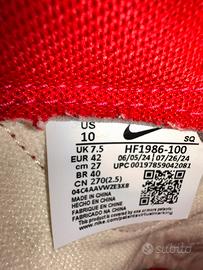 US
10
SQ
UK 7.5
EUR 42
cm 27
BR 40
CN 270(2.5)
HF1986-100
06/05/24 07/26/24
UPC 00197859042081
04C4AAVWZE3X8
MADE IN CHINA
HECHO EN CHINA
FABRIQUÉ EN CHINE
FABRICADO NA CHINA
subito